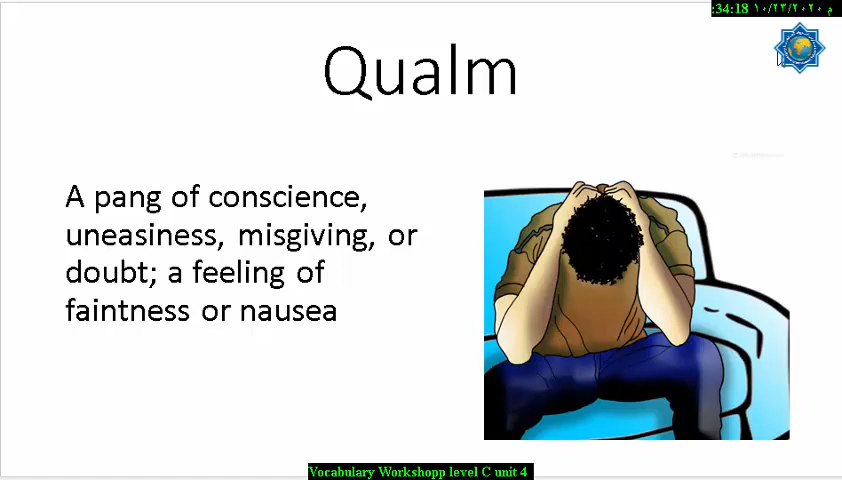 :34:18 ١٠/٢٣/٢٠٢٠ م
Qualm
A pang of conscience,
uneasiness, misgiving, or
doubt; a feeling of
faintness or nausea
Vocabulary Workshopp level C unit 4